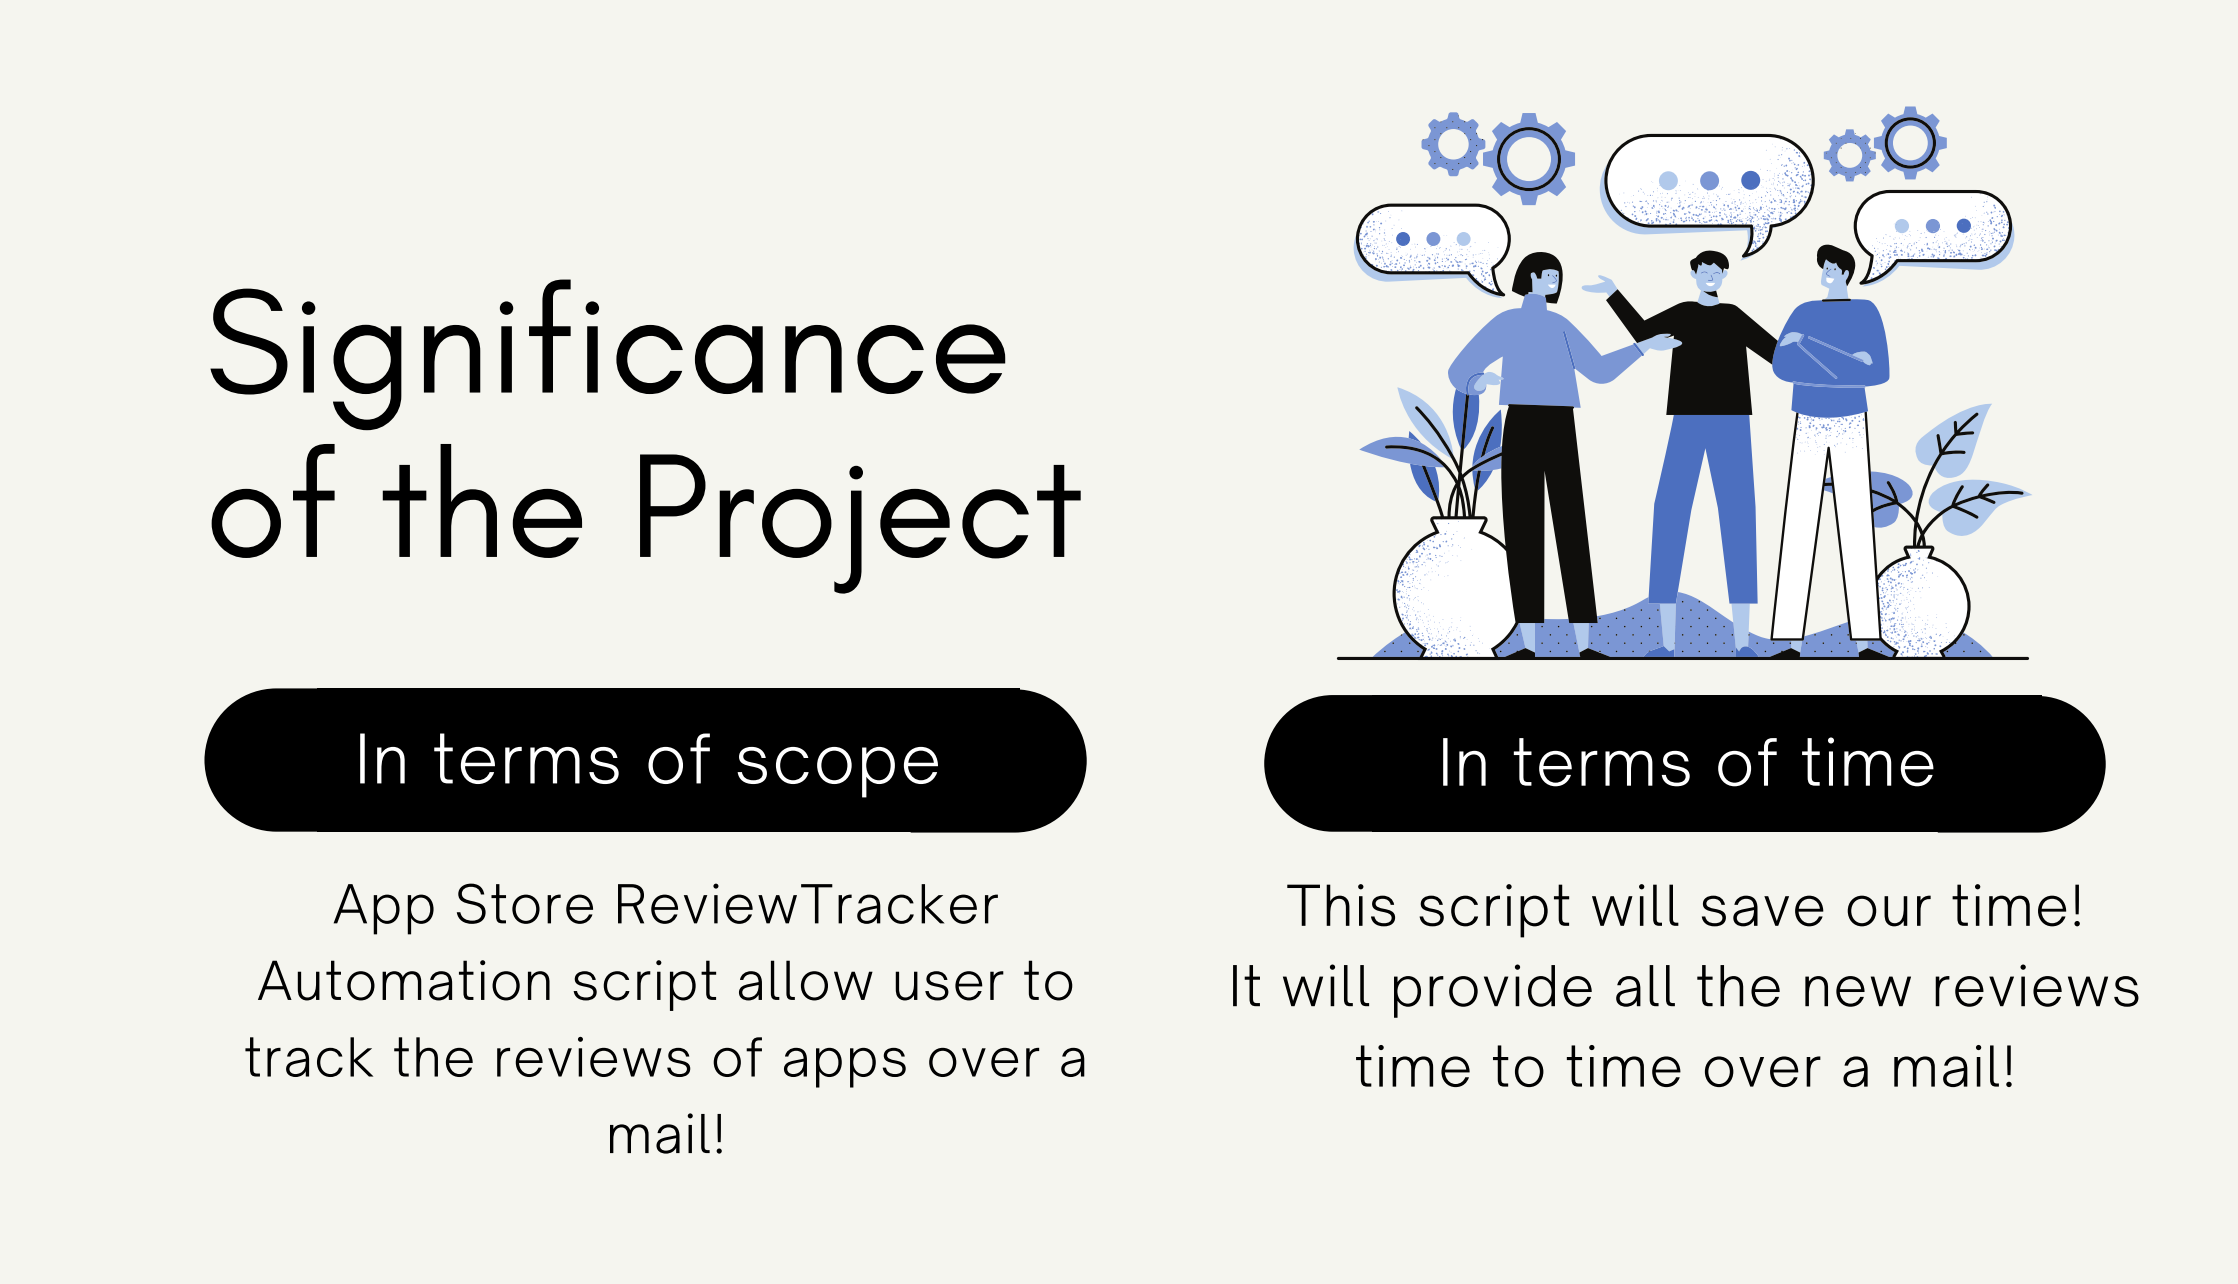 Significance
of the Project
In terms of scope
App Store ReviewTracker
Automation script allow user to
track the reviews of apps over a
mail!
In terms of time
This script will save our time!
It will provide all the new reviews
time to time over a mail!